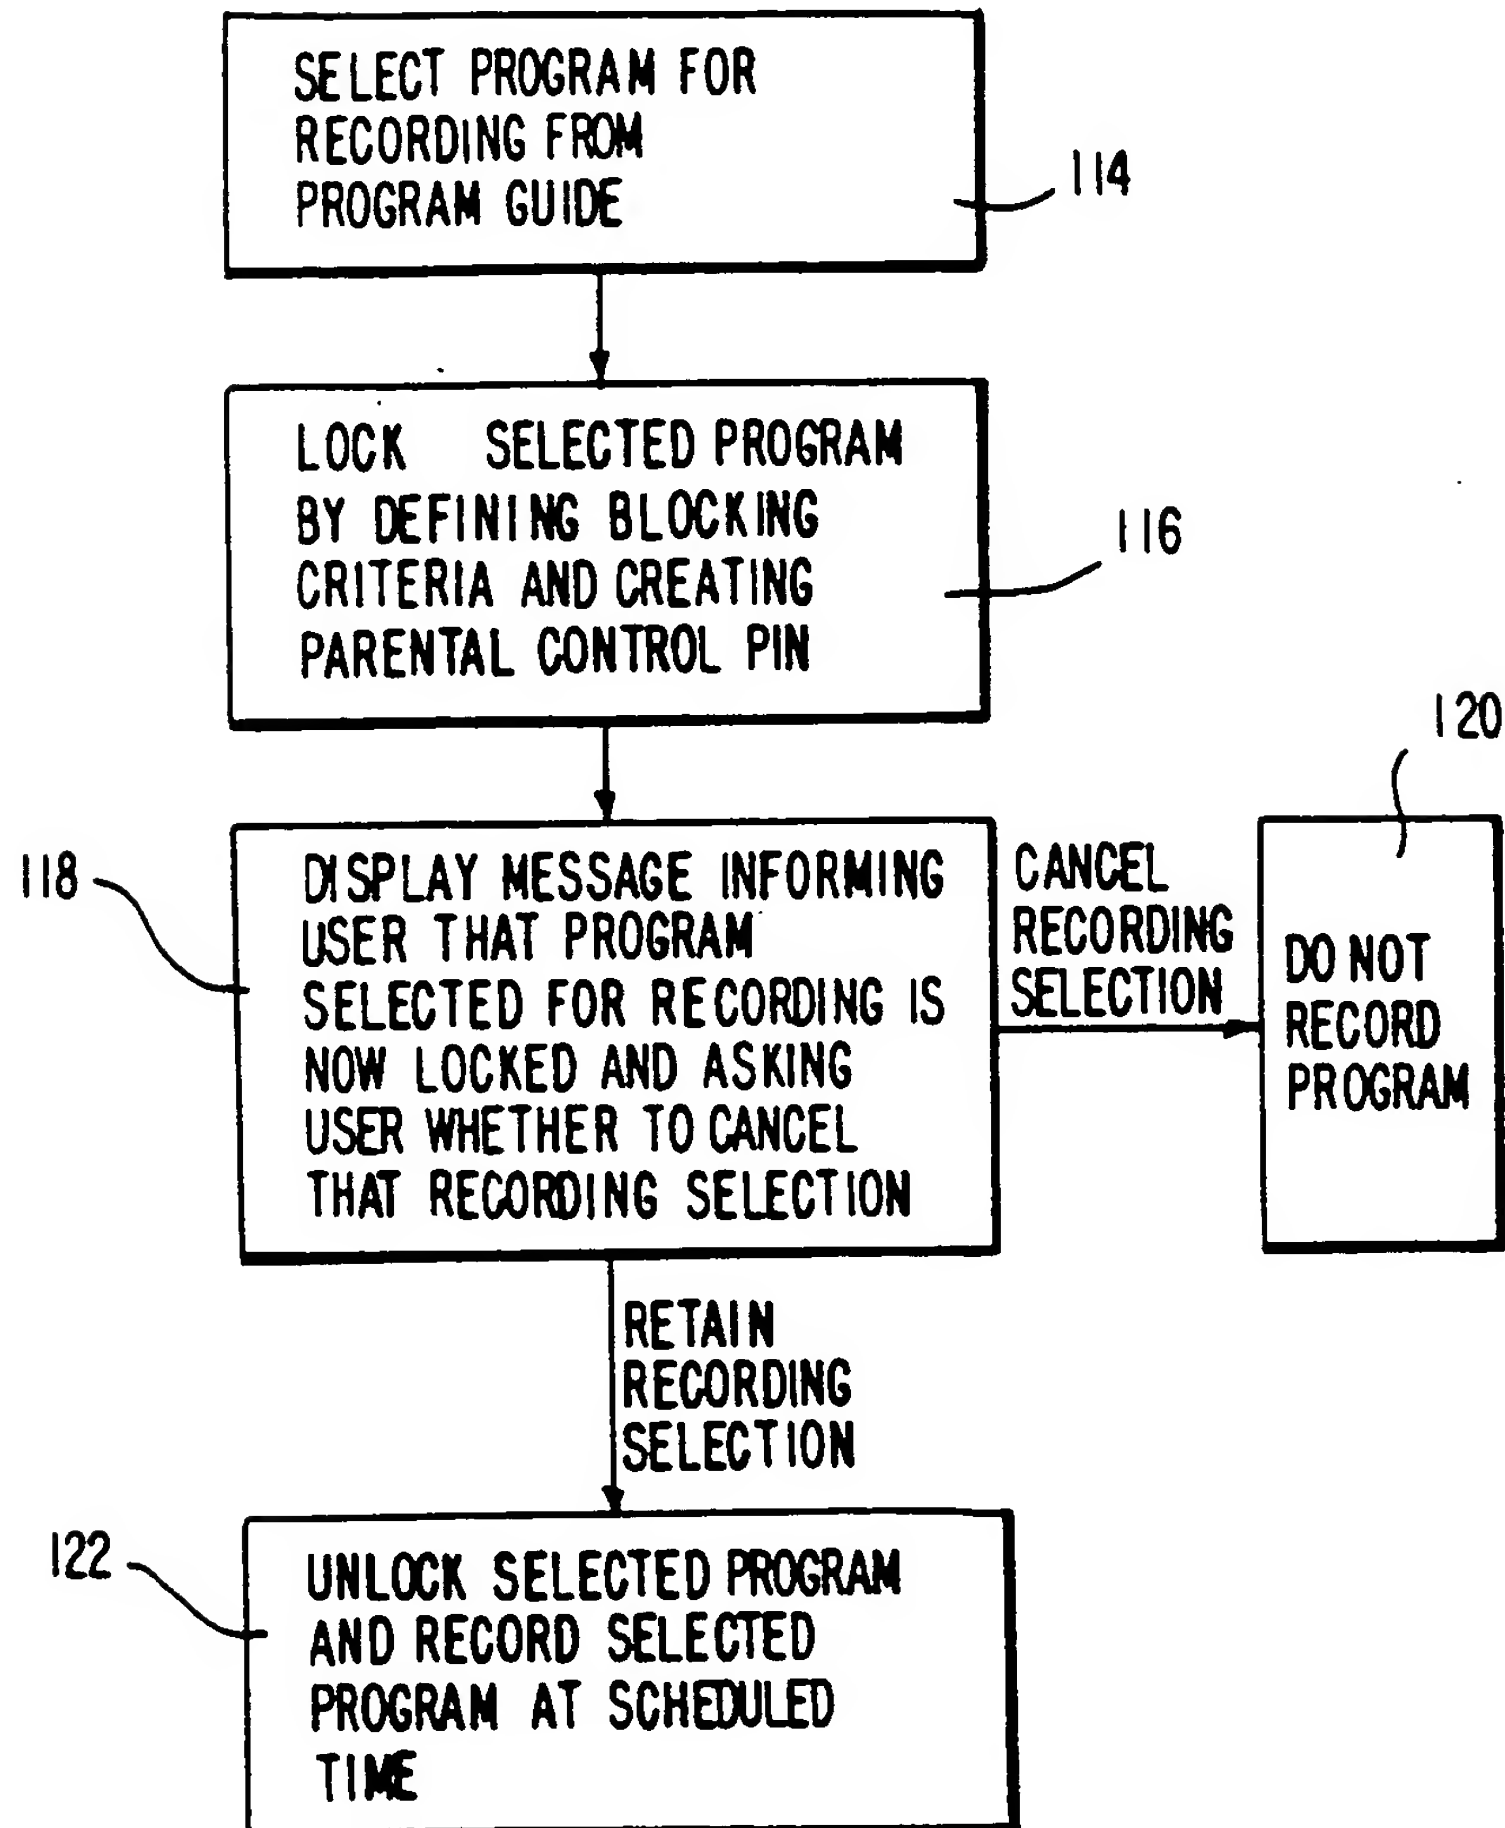 SELECT PROGRAM FOR
RECORDING FROM
PROGRAM GUIDE
114
LOCK SELECTED PROGRAM
BY DEFINING BLOCKING
CRITERIA AND CREATING
PARENTAL CONTROL PIN
116
118
DISPLAY MESSAGE INFORMING
USER THAT PROGRAM
SELECTED FOR RECORDING IS
NOW LOCKED AND ASKING
USER WHETHER TO CANCEL
THAT RECORDING SELECTION
CANCEL
RECORDING
SELECTION
120
DO NOT
RECORD
PROGRAM
RETAIN
RECORDING
SELECTION
122
UNLOCK SELECTED PROGRAM
AND RECORD SELECTED
PROGRAM AT SCHEDULED
TIME